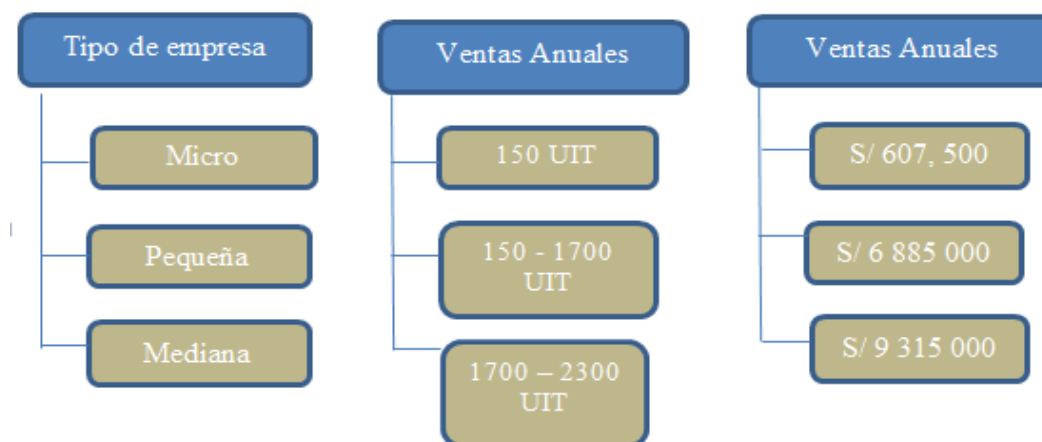 Tipo de empresa
Micro
Pequeña
Mediana
Ventas Anuales
150 UIT
150 - 1700
UIT
1700 – 2300
UIT
Ventas Anuales
S/ 607, 500
S/ 6 885 000
S/ 9 315 000